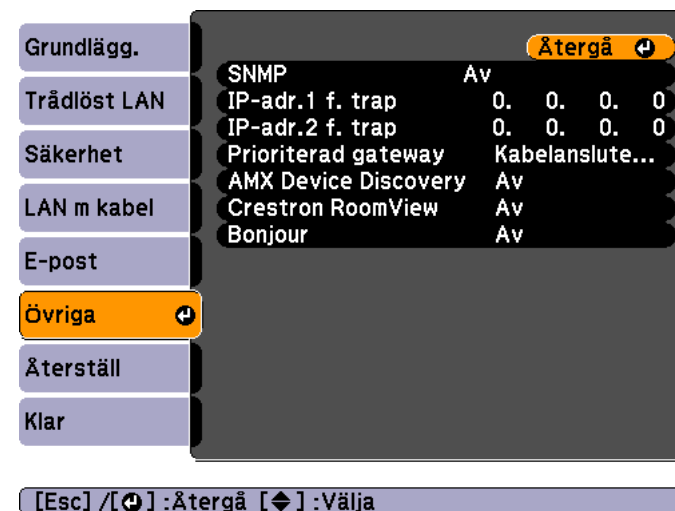 Grundlägg.
Trådlöst LAN
Säkerhet
LAN m kabel
E-post
Övriga
Återställ
Klar
Återgå
SNMP Av
IP-adr.1 f. trap 0. 0. 0. 0
IP-adr.2 f. trap 0. 0. 0. 0
Prioriterad gateway Kabelanslute...
AMX Device Discovery Av
Crestron RoomView Av
Bonjour Av
[Esc] /[⏎] :Återgå [◆] :Välja